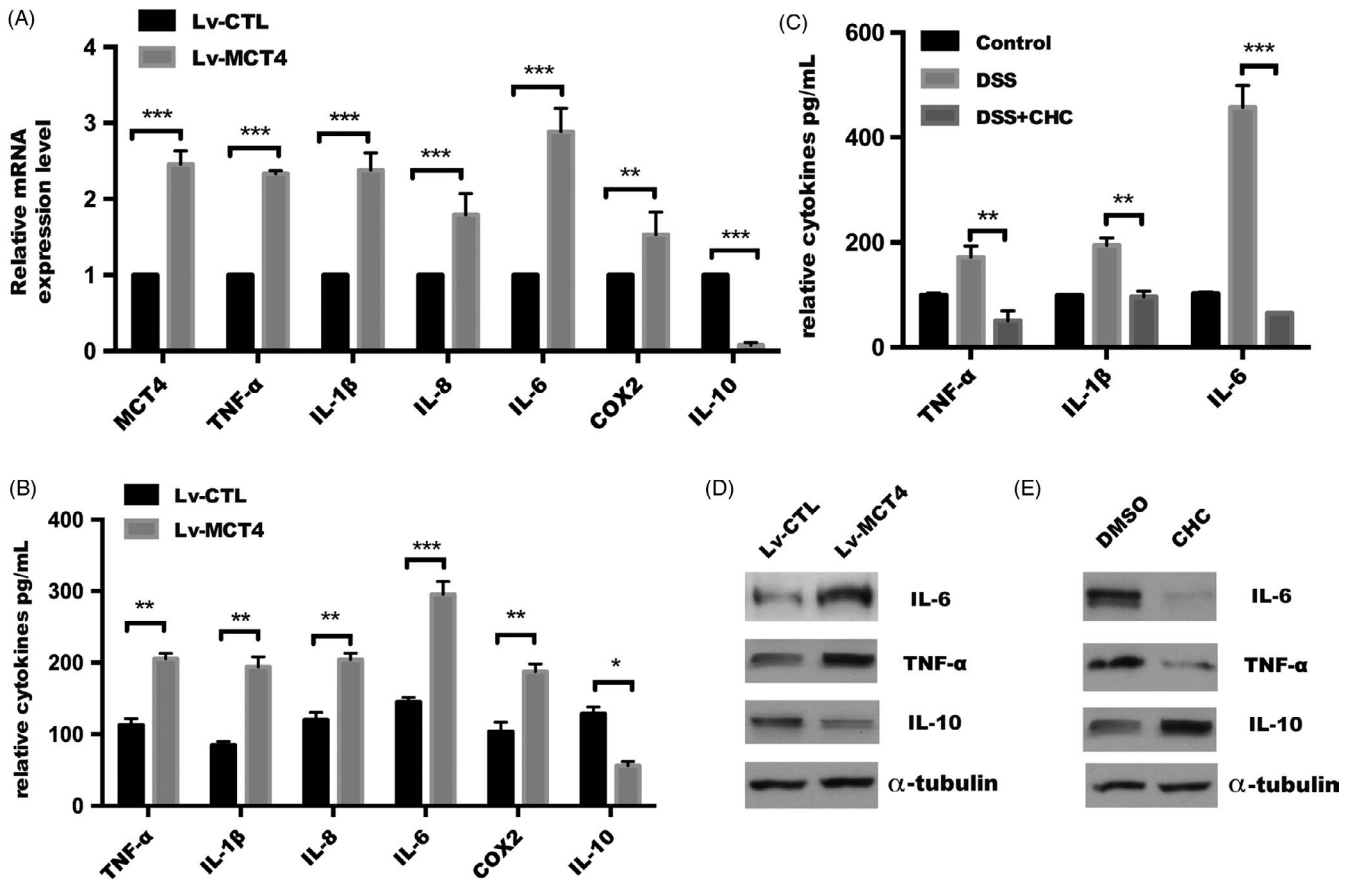 (A)
Lv-CTL
Lv-MCT4
Relative mRNA
expression level
4
3
2
1
0
***
***
***
***
***
**
***
MCT4
TNF-α
IL-1β
IL-8
IL-6
COX2
IL-10
(C)
Control
DSS
DSS+CHC
relative cytokines pg/mL
600
400
200
0
**
**
***
TNF-α
IL-1β
IL-6
(B)
Lv-CTL
Lv-MCT4
relative cytokines pg/mL
400
300
200
100
0
**
**
**
***
**
*
TNF-α
IL-1β
IL-8
IL-6
COX2
IL-10
(D)
Lv-CTL
Lv-MCT4
IL-6
TNF-α
IL-10
α-tubulin
(E)
DMSO
CHC
IL-6
TNF-α
IL-10
α-tubulin